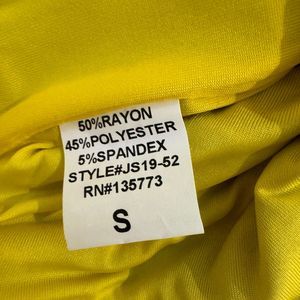 50%RAYON
45%POLYESTER
5%SPANDEX
STYLE#JS19-52
RN#135773
S